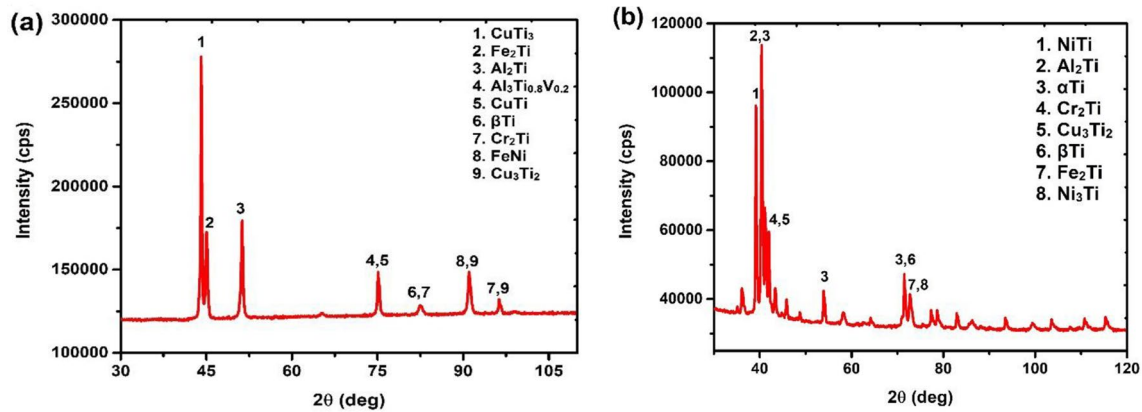 (a)
300000
250000
200000
150000
100000
Intensity (cps)
30 45 60 75 90 105
2θ (deg)
1
2
3
4,5
6,7
8,9
7,9
1. CuTi₃
2. Fe₂Ti
3. Al₂Ti
4. Al₃Ti₀.₈V₀.₂
5. CuTi
6. βTi
7. Cr₂Ti
8. FeNi
9. Cu₃Ti₂
(b)
120000
100000
80000
60000
40000
Intensity (cps)
40 60 80 100 120
2θ (deg)
2,3
1
4,5
3
3,6
7,8
1. NiTi
2. Al₂Ti
3. αTi
4. Cr₂Ti
5. Cu₃Ti₂
6. βTi
7. Fe₂Ti
8. Ni₃Ti